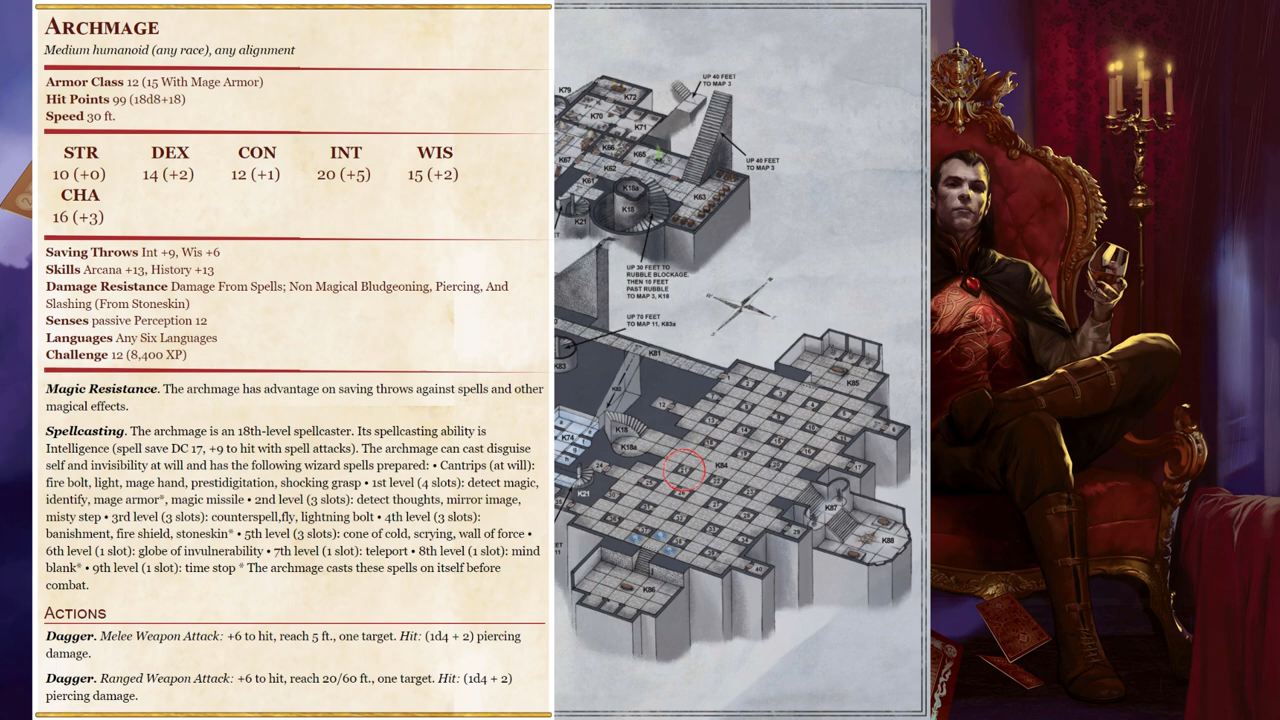 ARCHMAGE
Medium humanoid (any race), any alignment
Armor Class 12 (15 With Mage Armor)
Hit Points 99 (18d8+18)
Speed 30 ft.
STR DEX CON INT WIS
10 (+0) 14 (+2) 12 (+1) 20 (+5) 15 (+2)
CHA
16 (+3)
Saving Throws Int +9, Wis +6
Skills Arcana +13, History +13
Damage Resistance Damage From Spells; Non Magical Bludgeoning, Piercing, And
Slashing (From Stoneskin)
Senses passive Perception 12
Languages Any Six Languages
Challenge 12 (8,400 XP)
Magic Resistance. The archmage has advantage on saving throws against spells and other
magical effects.
Spellcasting. The archmage is an 18th-level spellcaster. Its spellcasting ability is
Intelligence (spell save DC 17, +9 to hit with spell attacks). The archmage can cast disguise
self and invisibility at will and has the following wizard spells prepared: • Cantrips (at will):
fire bolt, light, mage hand, prestidigitation, shocking grasp • 1st level (4 slots): detect magic,
identify, mage armor*, magic missile • 2nd level (3 slots): detect thoughts, mirror image,
misty step • 3rd level (3 slots): counterspell,fly, lightning bolt • 4th level (3 slots):
banishment, fire shield, stoneskin* • 5th level (3 slots): cone of cold, scrying, wall of force •
6th level (1 slot): globe of invulnerability • 7th level (1 slot): teleport • 8th level (1 slot): mind
blank* • 9th level (1 slot): time stop * The archmage casts these spells on itself before
combat.
ACTIONS
Dagger. Melee Weapon Attack: +6 to hit, reach 5 ft., one target. Hit: (1d4 + 2) piercing
damage.
Dagger. Ranged Weapon Attack: +6 to hit, reach 20/60 ft., one target. Hit: (1d4 + 2)
piercing damage.
UP 40 FEET
TO MAP 3
K79
K72
K70
K71
K66
K65
K67
K62
UP 40 FEET
TO MAP 3
K61
K18a
K63
K18
K21
UP 30 FEET TO
RUBBLE BLOCKAGE,
THEN 10 FEET
PAST RUBBLE
TO MAP 3, K18
UP 70 FEET
TO MAP 11, K83a
K81
K83
K82
K85
12
K18
K74
K18a
K84
24
17
K21
K87
K88
40
K86